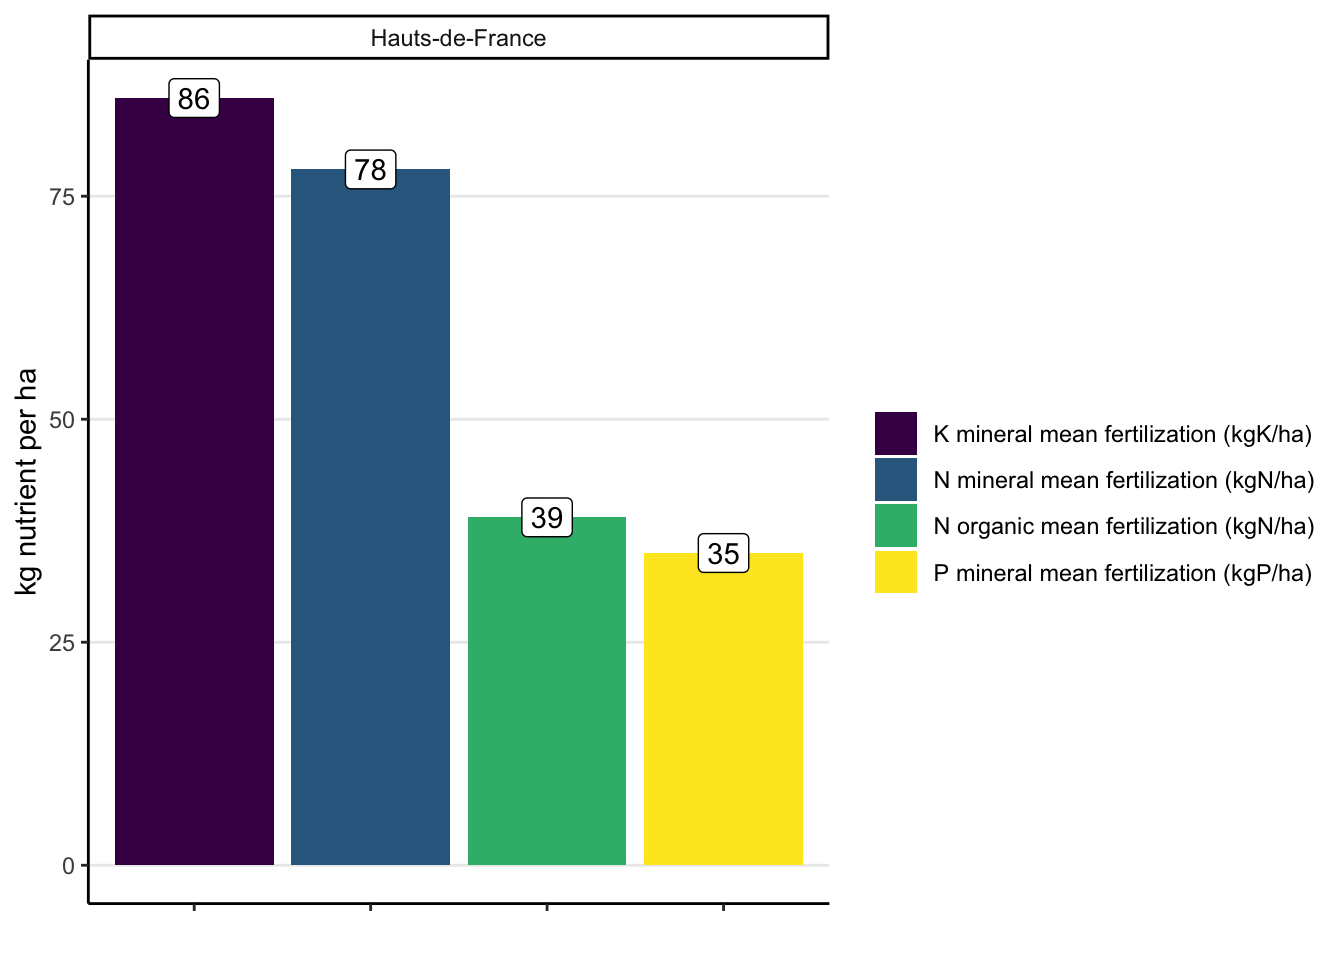 Hauts-de-France
86
78
39
35
75
50
25
0
kg nutrient per ha
K mineral mean fertilization (kgK/ha)
N mineral mean fertilization (kgN/ha)
N organic mean fertilization (kgN/ha)
P mineral mean fertilization (kgP/ha)